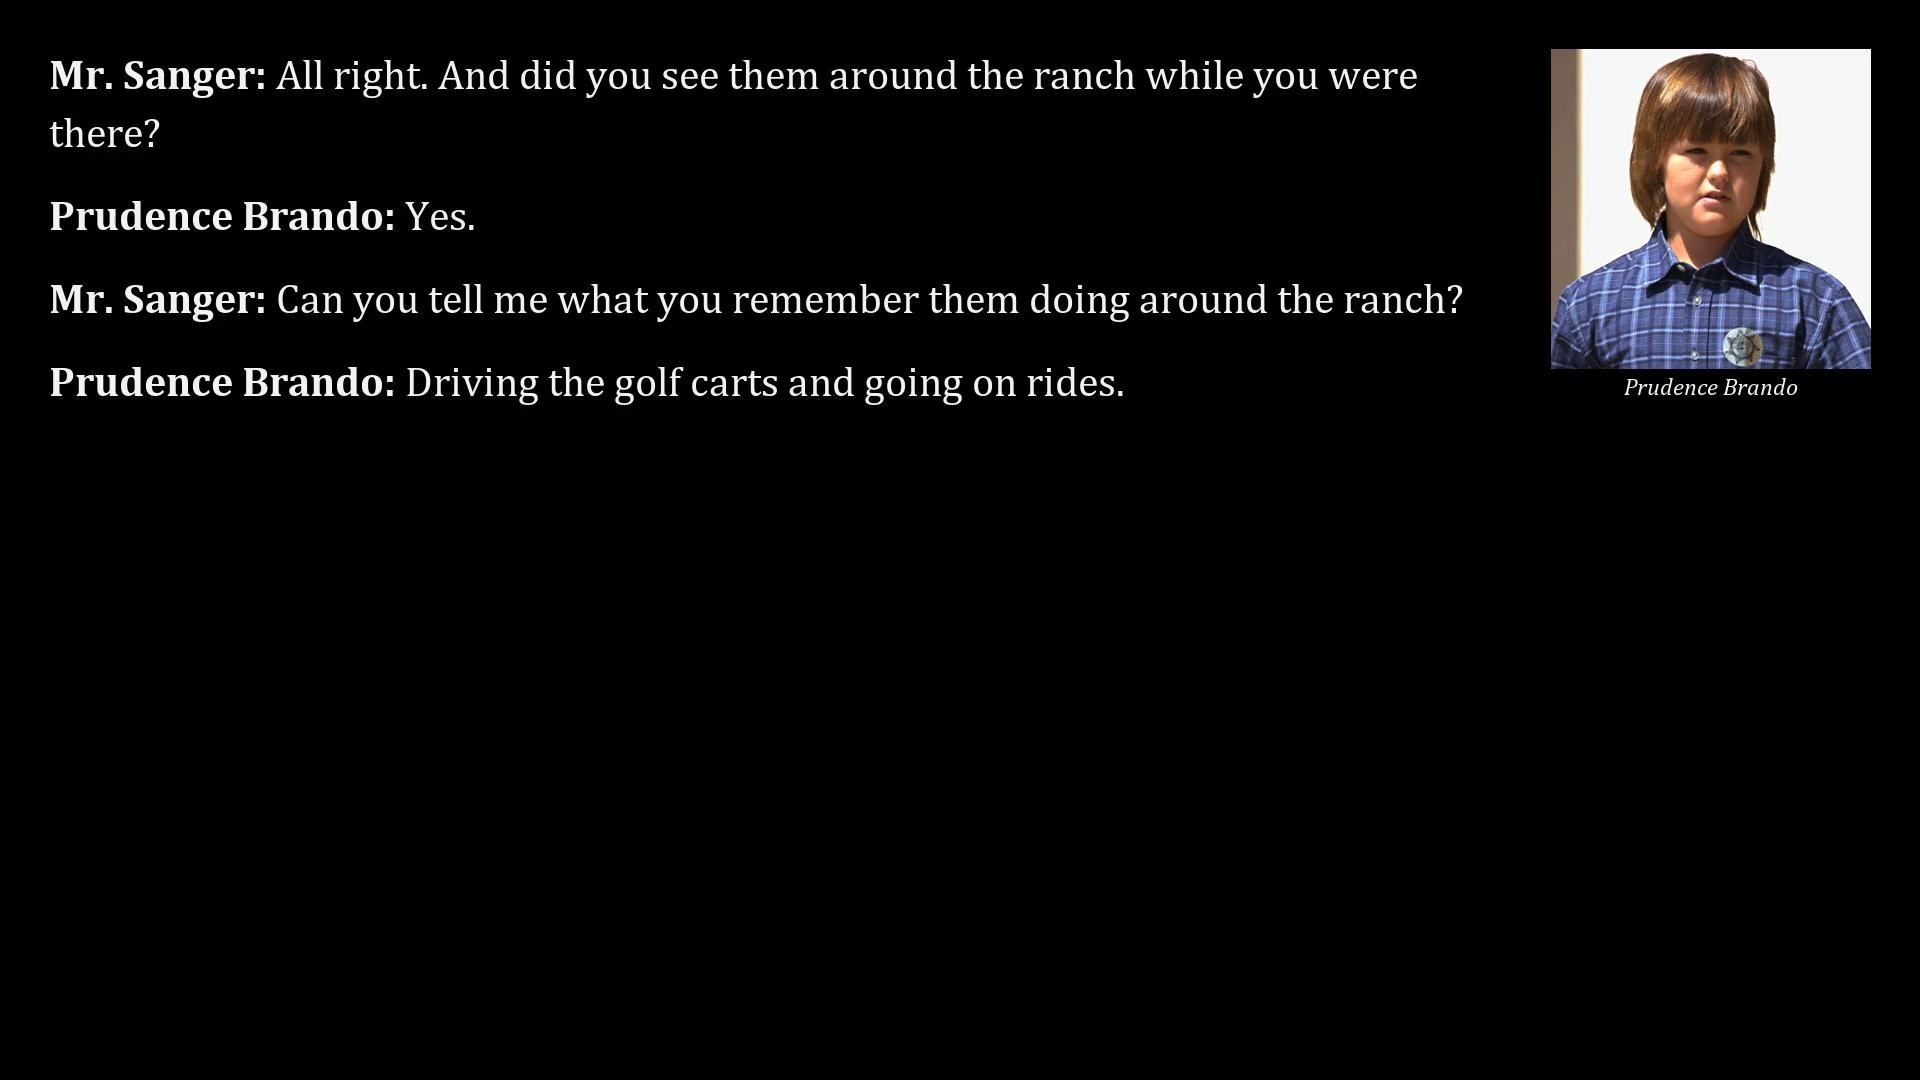 Mr. Sanger: All right. And did you see them around the ranch while you were
there?
Prudence Brando: Yes.
Mr. Sanger: Can you tell me what you remember them doing around the ranch?
Prudence Brando: Driving the golf carts and going on rides.
Prudence Brando